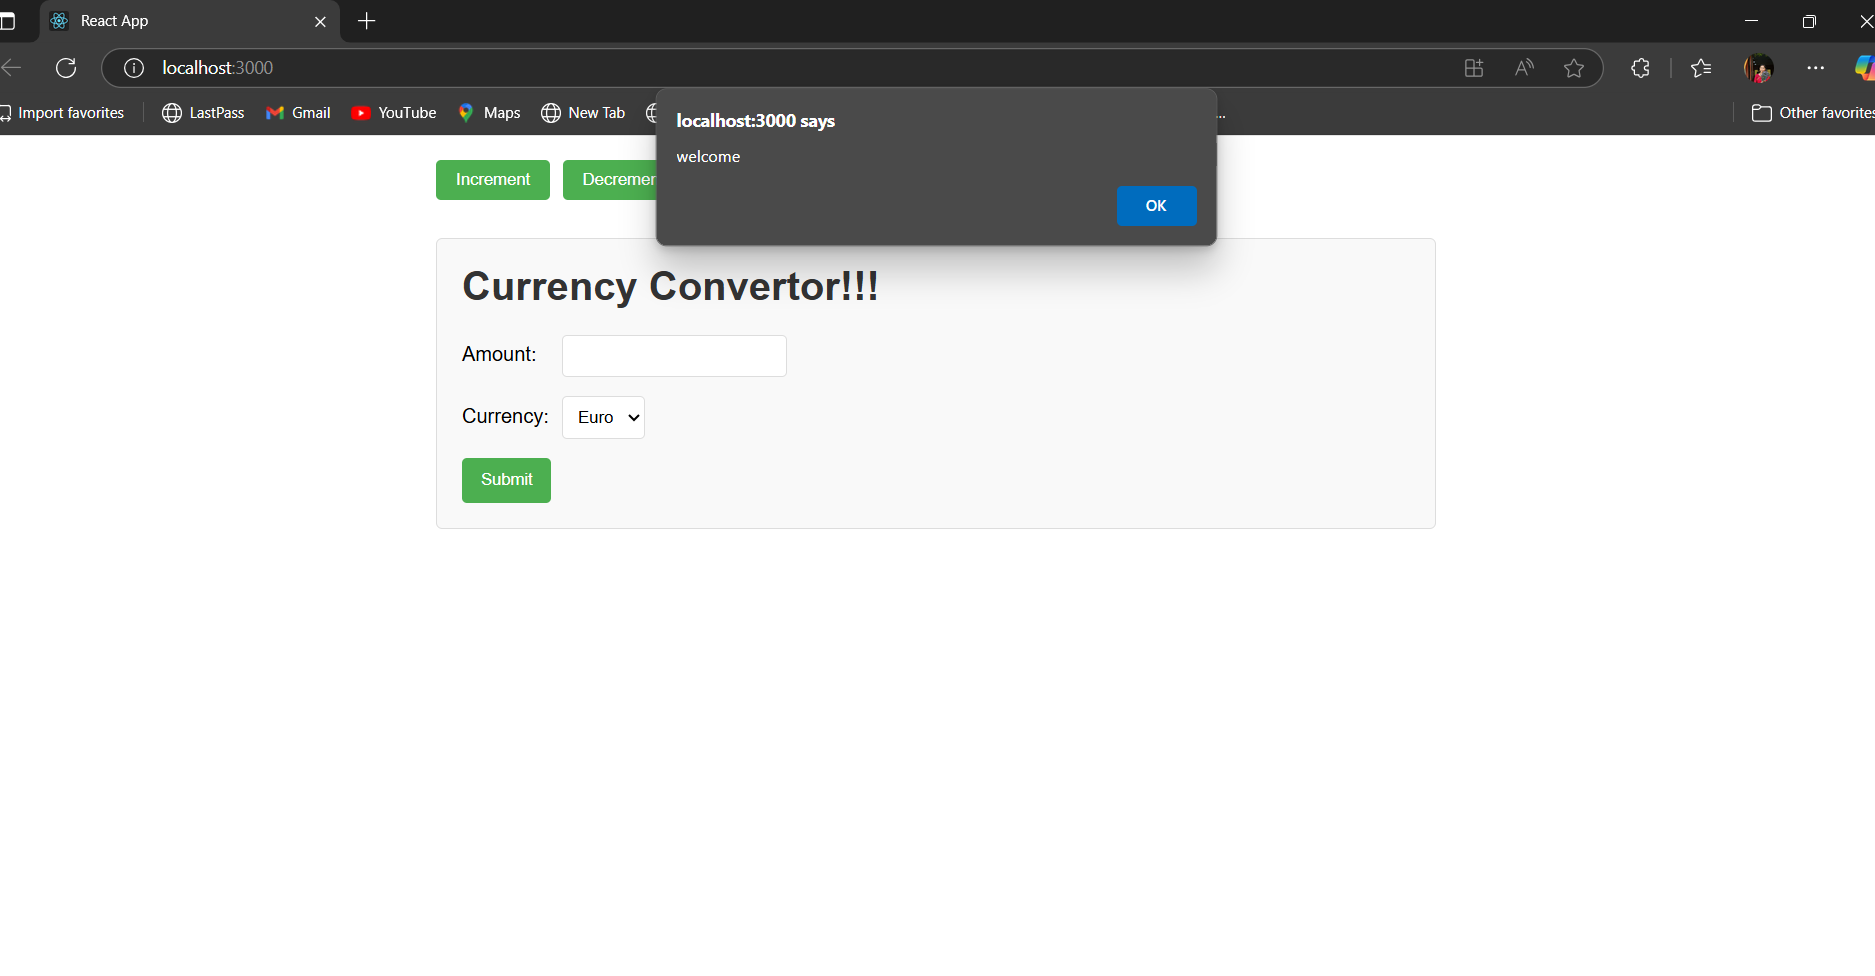 React App
localhost:3000
Import favorites LastPass Gmail YouTube Maps New Tab ... Other favorites
localhost:3000 says
welcome
OK
Increment
Currency Convertor!!!
Amount:
Currency: Euro
Submit